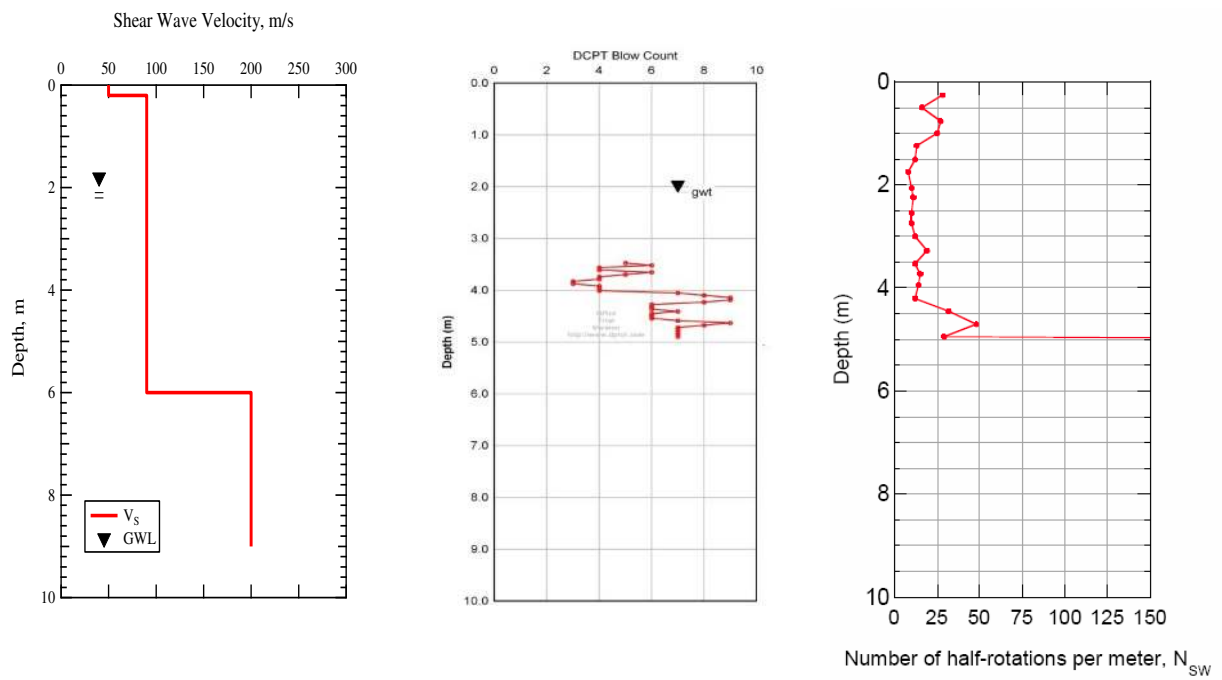 Shear Wave Velocity, m/s
0 50 100 150 200 250 300
0
2
4
6
8
10
Depth, m
V_S
GWL
DCPT Blow Count
0 2 4 6 8 10
0.0
1.0
2.0
3.0
4.0
5.0
6.0
7.0
8.0
9.0
10.0
Depth (m)
gwt
0
2
4
6
8
10
Depth (m)
0 25 50 75 100 125 150
Number of half-rotations per meter, N_SW